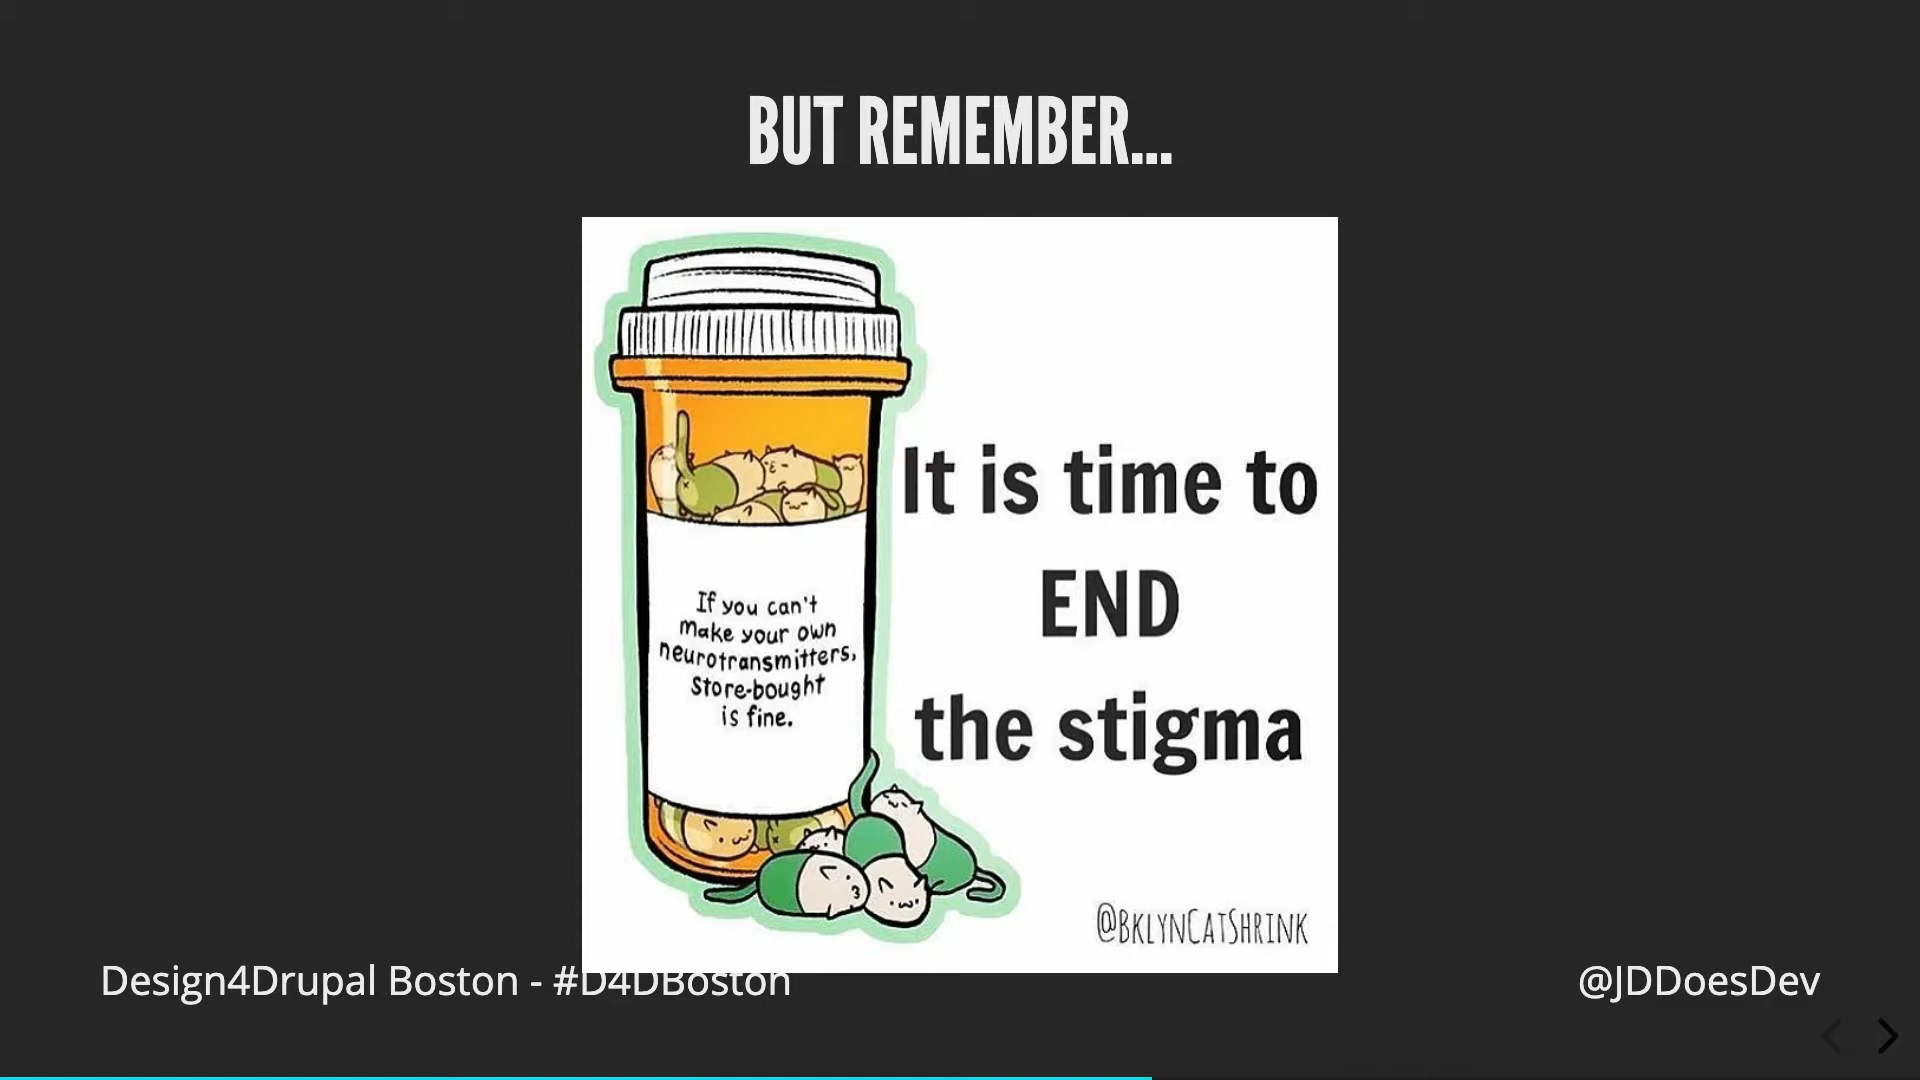 BUT REMEMBER...
If you can't
make your own
neurotransmitters,
store-bought
is fine.
It is time to
END
the stigma
@BKLYNCATSHRINK
Design4Drupal Boston - #D4DBoston
@JDDoesDev